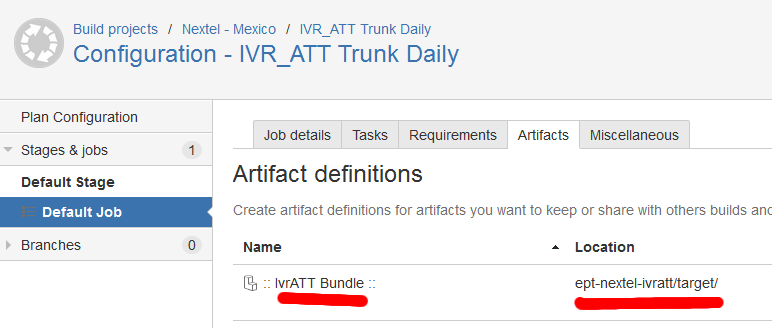 Build projects / Nextel - Mexico / IVR_ATT Trunk Daily
Configuration - IVR_ATT Trunk Daily
Plan Configuration
Stages & jobs 1
Default Stage
Default Job
Branches 0
Job details Tasks Requirements Artifacts Miscellaneous
Artifact definitions
Create artifact definitions for artifacts you want to keep or share with others builds and
Name Location
:: IvrATT Bundle :: ept-nextel-ivratt/target/